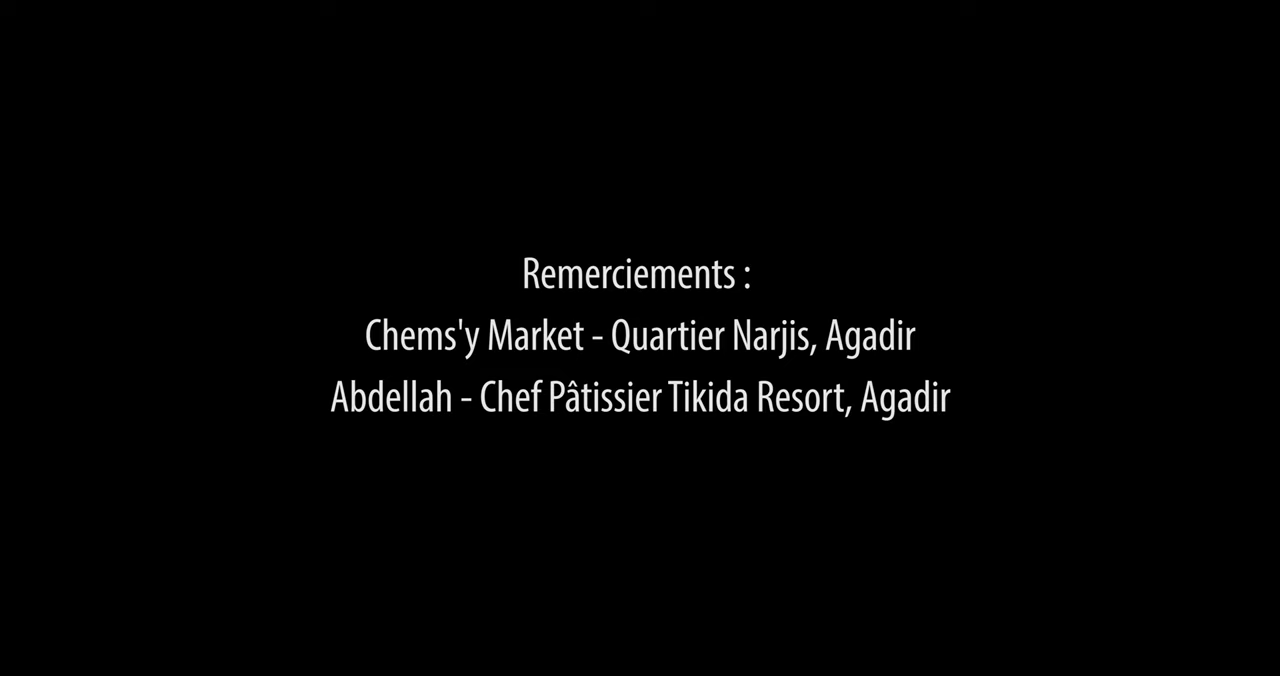 Remerciements :
Chems'y Market - Quartier Narjis, Agadir
Abdellah - Chef Pâtissier Tikida Resort, Agadir